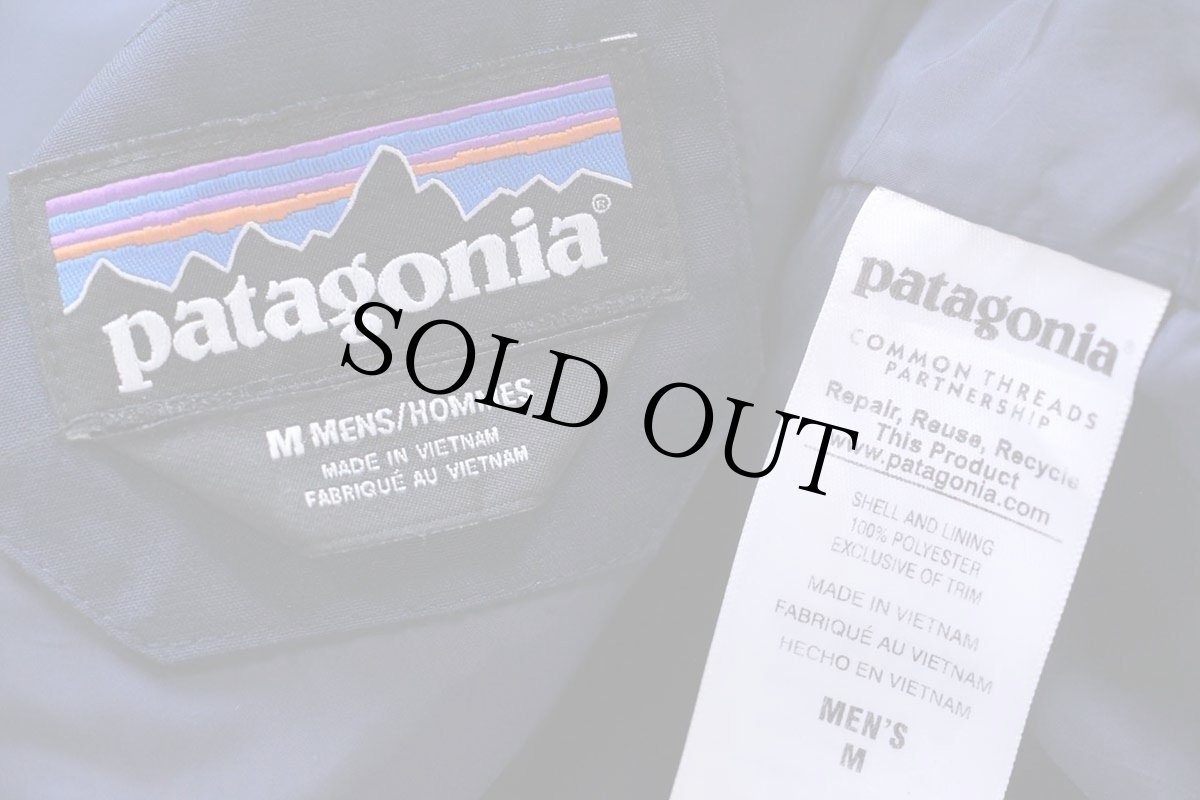 patagonia®
M MENS/HOMMES
MADE IN VIETNAM
FABRIQUÉ AU VIETNAM
SOLD OUT
patagonia®
COMMON THREADS
PARTNERSHIP
Repair, Reuse, Recycle
This Product
www.patagonia.com
SHELL AND LINING
100% POLYESTER
EXCLUSIVE OF TRIM
MADE IN VIETNAM
FABRIQUÉ AU VIETNAM
HECHO EN VIETNAM
MEN'S
M